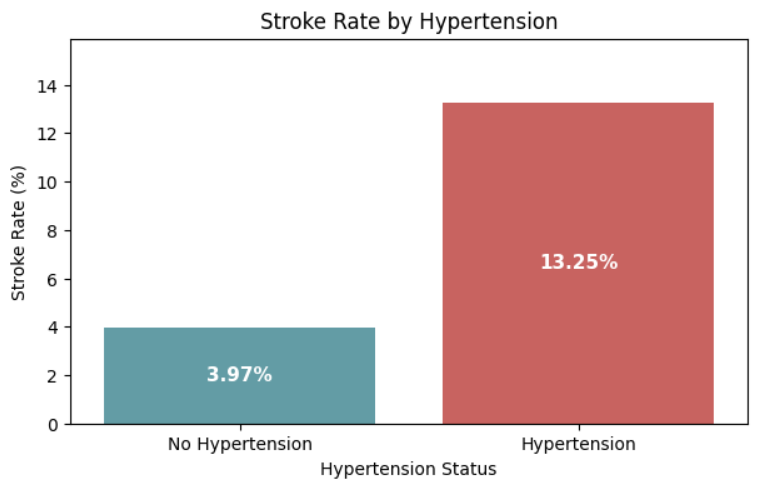 Stroke Rate by Hypertension
Stroke Rate (%)
14
12
10
8
6
4
2
0
3.97%
13.25%
No Hypertension
Hypertension
Hypertension Status